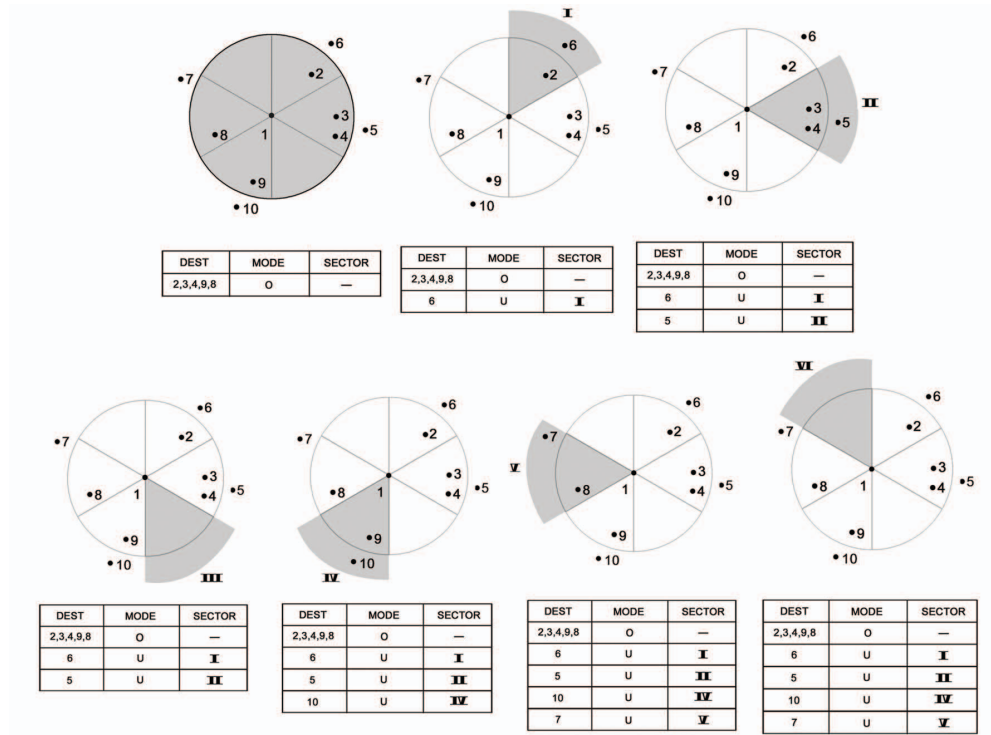 6
2
7
3
4
5
8
1
9
10
I
6
2
7
3
4
5
8
1
9
10
6
2
7
3
II
5
4
8
1
9
10
DEST MODE SECTOR
2,3,4,9,8 O —
DEST MODE SECTOR
2,3,4,9,8 O —
6 U I
DEST MODE SECTOR
2,3,4,9,8 O —
6 U I
5 U II
6
2
7
3
1
8
4
5
9
10
III
6
2
7
3
1
8
4
5
9
10
IV
6
2
7
V
3
8
1
4
5
9
10
VI
6
2
7
3
8
1
4
5
9
10
DEST MODE SECTOR
2,3,4,9,8 O —
6 U I
5 U II
DEST MODE SECTOR
2,3,4,9,8 O —
6 U I
5 U II
10 U IV
DEST MODE SECTOR
2,3,4,9,8 O —
6 U I
5 U II
10 U IV
7 U V
DEST MODE SECTOR
2,3,4,9,8 O —
6 U I
5 U II
10 U IV
7 U V